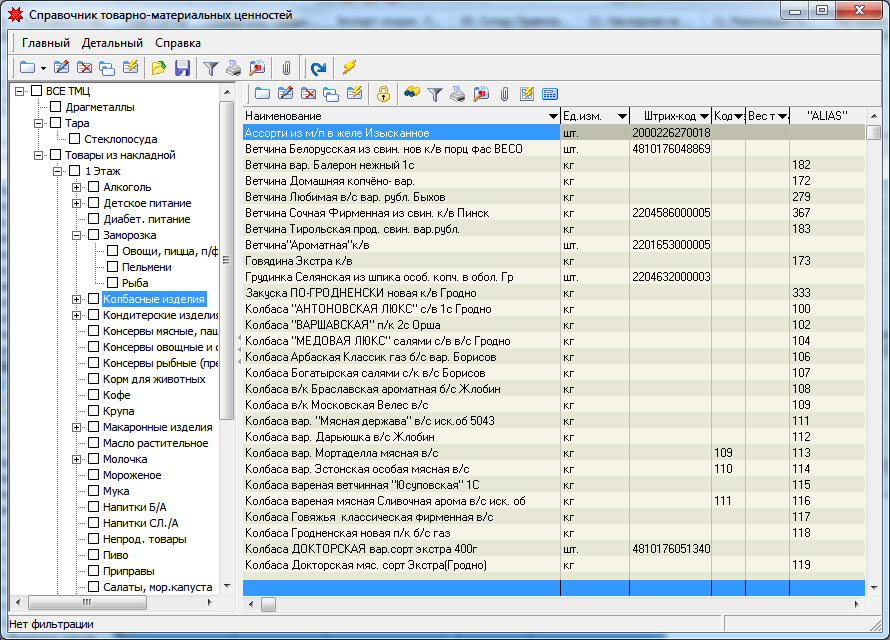 Справочник товарно-материальных ценностей
Главный Детальный Справка
ВСЕ ТМЦ
Драгметаллы
Тара
Стеклопосуда
Товары из накладной
1 Этаж
Алкоголь
Детское питание
Диабет. питание
Заморозка
Овощи, пицца, п/ф
Пельмени
Рыба
Колбасные изделия
Кондитерские изделия
Консервы мясные, паш
Консервы овощные и с
Консервы рыбные (пре
Корм для животных
Кофе
Крупа
Макаронные изделия
Масло растительное
Молочка
Мороженое
Мука
Напитки Б/А
Напитки СЛ./А
Непрод. товары
Пиво
Приправы
Салаты, мор.капуста
Наименование Ед.изм. Штрих-код Код Вес т "ALIAS"
Ассорти из м/п в желе Изысканное шт. 2000226270018
Ветчина Белорусская из свин. нов к/в порц фас ВЕСО шт. 4810176048869
Ветчина вар. Балерон нежный 1с кг 182
Ветчина Домашняя копчёно- вар. кг 172
Ветчина Любимая в/с вар. рубл. Быхов кг 279
Ветчина Сочная Фирменная из свин. к/в Пинск кг 2204586000005 367
Ветчина Тирольская прод. свин. вар.рубл. кг 183
Ветчина"Ароматная"к/в шт. 2201653000005
Говядина Экстра к/в кг 173
Грудинка Селянская из шпика особ. копч. в обол. Гр шт. 2204632000003
Закуска ПО-ГРОДНЕНСКИ новая к/в Гродно кг 333
Колбаса "АНТОНОВСКАЯ ЛЮКС" с/в 1с Гродно кг 100
Колбаса "ВАРШАВСКАЯ" п/к 2с Орша кг 102
Колбаса "МЕДОВАЯ ЛЮКС" салями с/в в/с Гродно кг 104
Колбаса Арбаская Классик газ б/с вар. Борисов кг 106
Колбаса Богатырская салями с/к в/с Борисов кг 107
Колбаса в/к Браславская ароматная б/с Жлобин кг 108
Колбаса в/к Московская Велес в/с кг 109
Колбаса вар. "Мясная держава" в/с иск.об 5043 кг 111
Колбаса вар. Дарьюшка в/с Жлобин кг 112
Колбаса вар. Мортаделла мясная в/с кг 109 113
Колбаса вар. Эстонская особая мясная в/с кг 110 114
Колбаса вареная ветчинная "Юсуповская" 1С кг 115
Колбаса вареная мясная Сливочная арома в/с иск. об кг 111 116
Колбаса Говяжья классическая фирменная в/с кг 117
Колбаса Гродненская новая п/к б/с газ кг 118
Колбаса ДОКТОРСКАЯ вар.сорт экстра 400г шт. 4810176051340
Колбаса Докторская мяс. сорт Экстра(Гродно) кг 119
Нет фильтрации